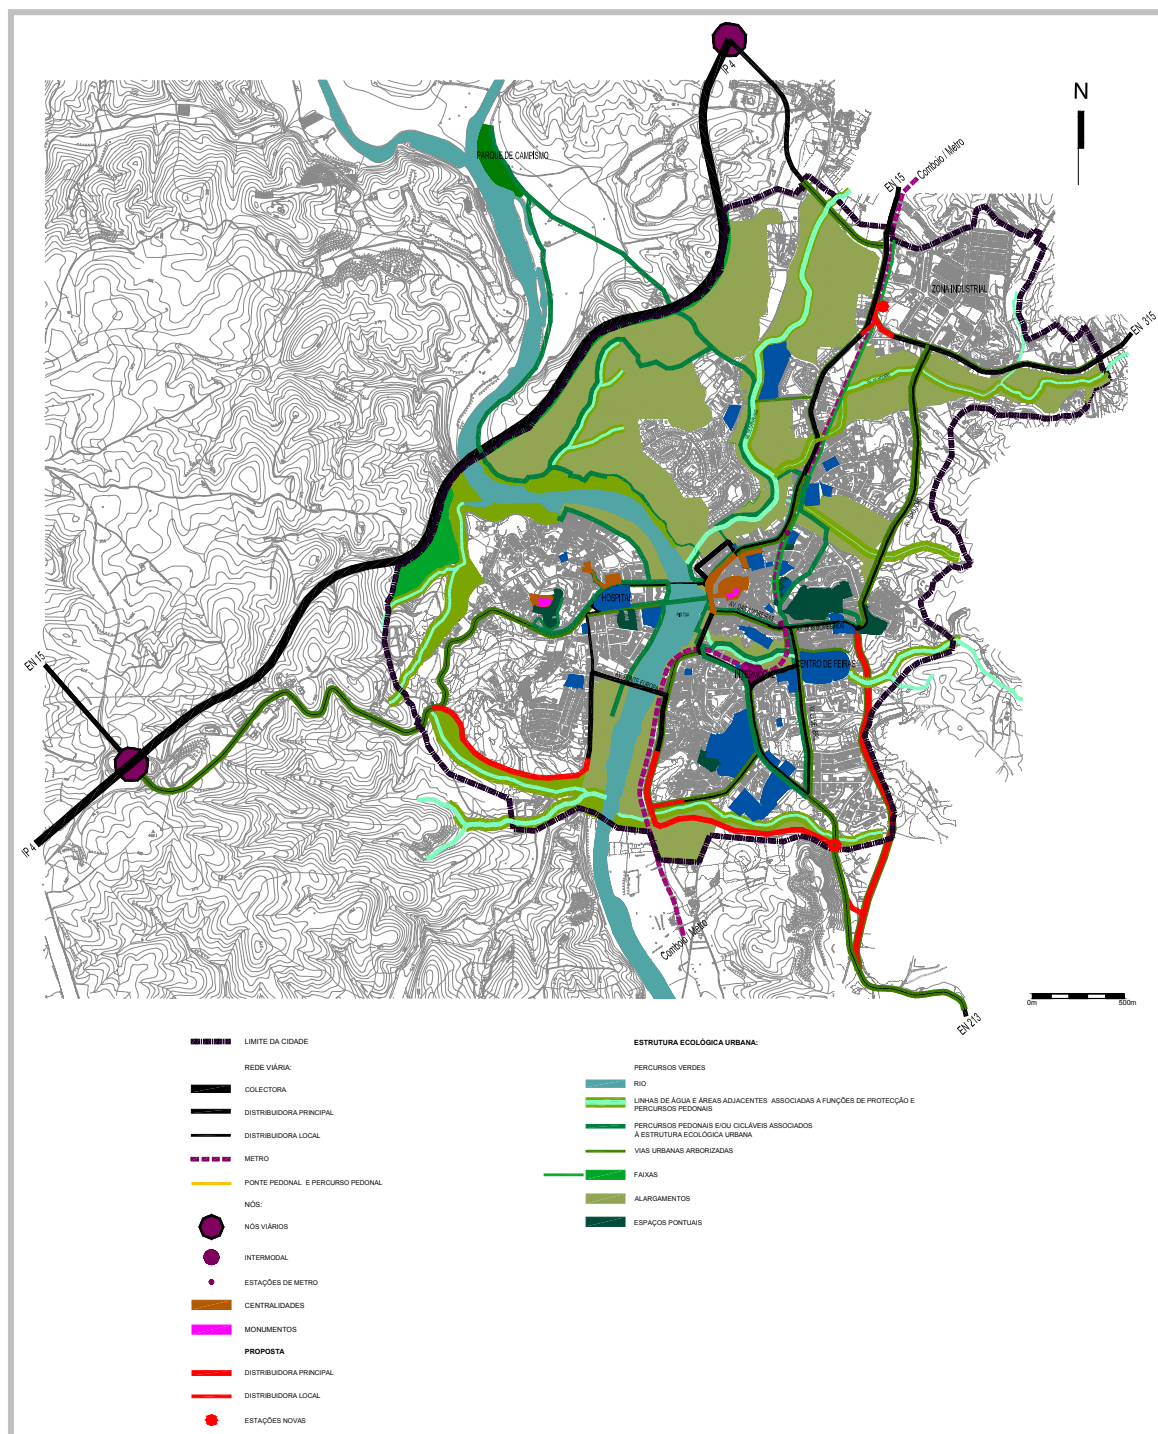 IP 4
N
PARQUE DE CAMPISMO
EN 15
Comboio / Metro
ZONA INDUSTRIAL
EN 315
HOSPITAL
CENTRO DE FEIRAS
EN 15
IP 4
Comboio / Metro
0m
500m
EN 213
LIMITE DA CIDADE
REDE VIÁRIA:
COLECTORA
DISTRIBUIDORA PRINCIPAL
DISTRIBUIDORA LOCAL
METRO
PONTE PEDONAL E PERCURSO PEDONAL
NÓS:
NÓS VIÁRIOS
INTERMODAL
ESTAÇÕES DE METRO
CENTRALIDADES
MONUMENTOS
PROPOSTA
DISTRIBUIDORA PRINCIPAL
DISTRIBUIDORA LOCAL
ESTAÇÕES NOVAS
ESTRUTURA ECOLÓGICA URBANA:
PERCURSOS VERDES
RIO
LINHAS DE ÁGUA E ÁREAS ADJACENTES ASSOCIADAS A FUNÇÕES DE PROTECÇÃO E
PERCURSOS PEDONAIS
PERCURSOS PEDONAIS E/OU CICLÁVEIS ASSOCIADOS
À ESTRUTURA ECOLÓGICA URBANA
VIAS URBANAS ARBORIZADAS
FAIXAS
ALARGAMENTOS
ESPAÇOS PONTUAIS